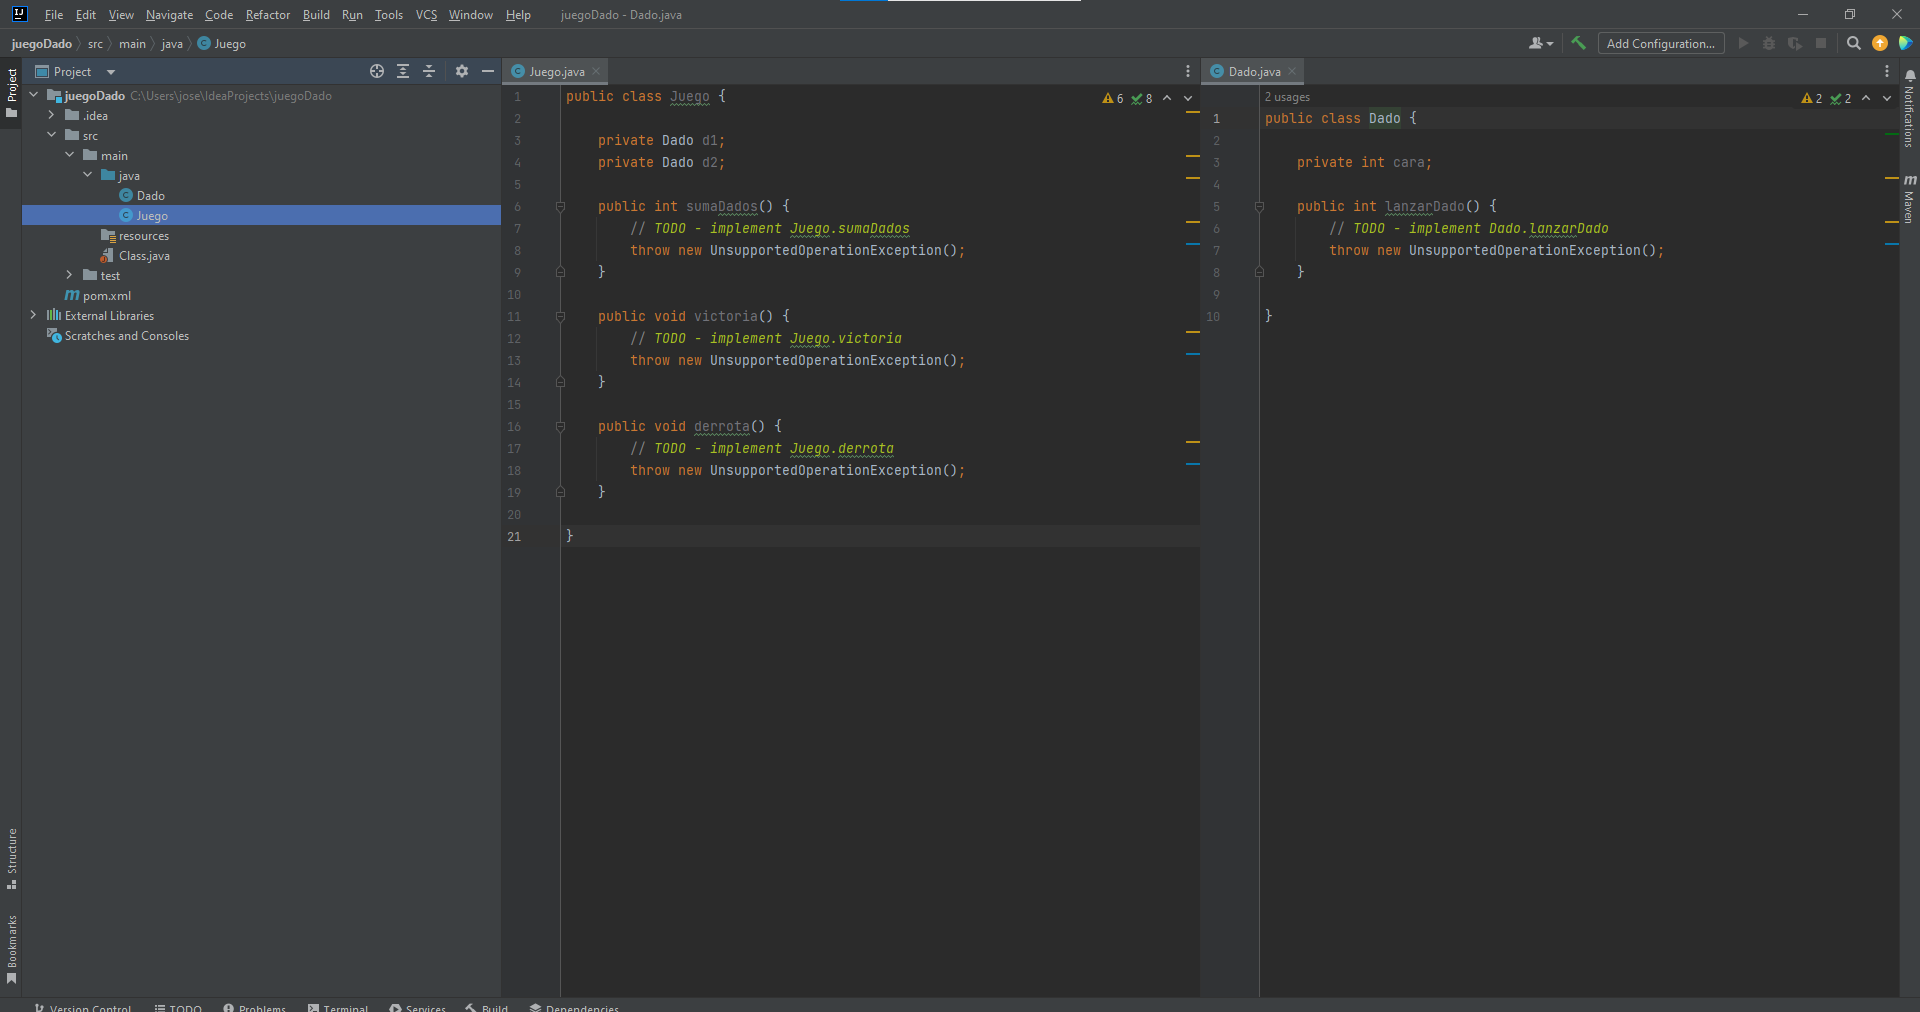 File Edit View Navigate Code Refactor Build Run Tools VCS Window Help juegoDado - Dado.java
juegoDado src main java Juego Add Configuration...
Project
juegoDado C:\Users\jose\IdeaProjects\juegoDado
.idea
src
main
java
Dado
Juego
resources
Class.java
test
pom.xml
External Libraries
Scratches and Consoles
Project
Structure
Bookmarks
Juego.java
6 8
1 public class Juego {
2
3 private Dado d1;
4 private Dado d2;
5
6 public int sumaDados() {
7 // TODO - implement Juego.sumaDados
8 throw new UnsupportedOperationException();
9 }
10
11 public void victoria() {
12 // TODO - implement Juego.victoria
13 throw new UnsupportedOperationException();
14 }
15
16 public void derrota() {
17 // TODO - implement Juego.derrota
18 throw new UnsupportedOperationException();
19 }
20
21 }
Dado.java
2 usages
2 2
1 public class Dado {
2
3 private int cara;
4
5 public int lanzarDado() {
6 // TODO - implement Dado.lanzarDado
7 throw new UnsupportedOperationException();
8 }
9
10 }
Notifications
m Maven
Version Control TODO Problems Terminal Services Build Dependencies